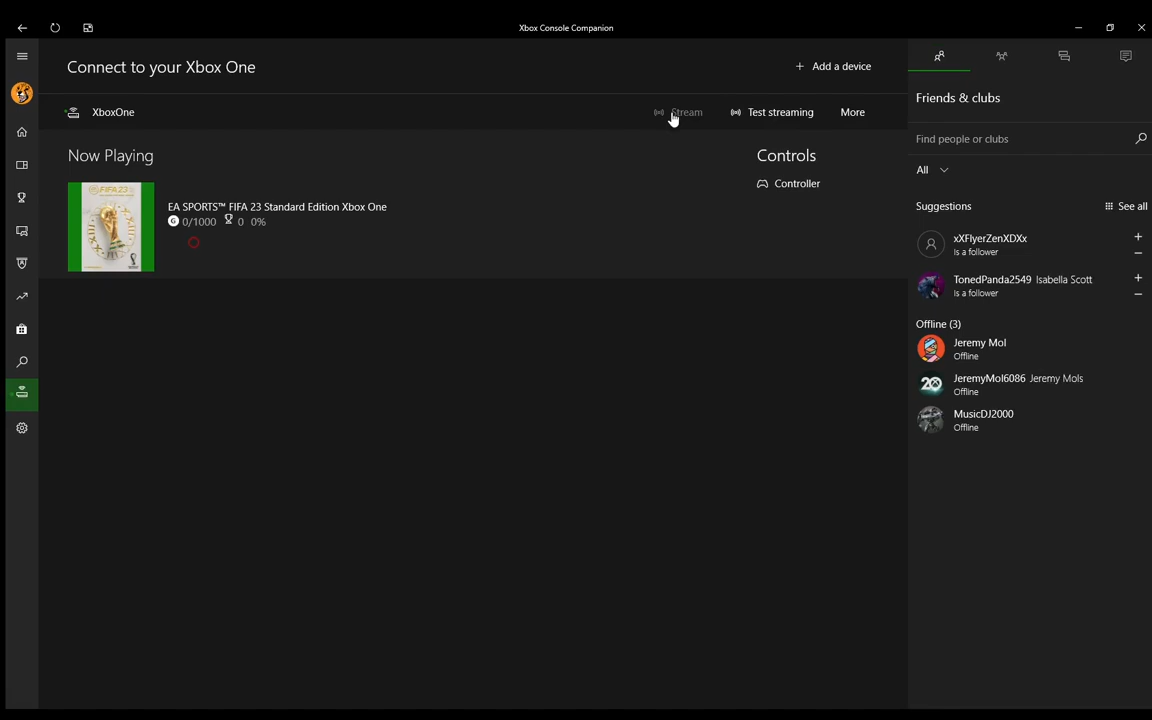 Xbox Console Companion
Connect to your Xbox One
+ Add a device
XboxOne
Stream
Test streaming
More
Now Playing
FIFA 23
EA SPORTS™ FIFA 23 Standard Edition Xbox One
G 0/1000 0 0%
Controls
Controller
Friends & clubs
Find people or clubs
All
Suggestions
See all
xXFlyerZenXDXx
Is a follower
TonedPanda2549 Isabella Scott
Is a follower
Offline (3)
Jeremy Mol
Offline
20
JeremyMol6086 Jeremy Mols
Offline
MusicDJ2000
Offline